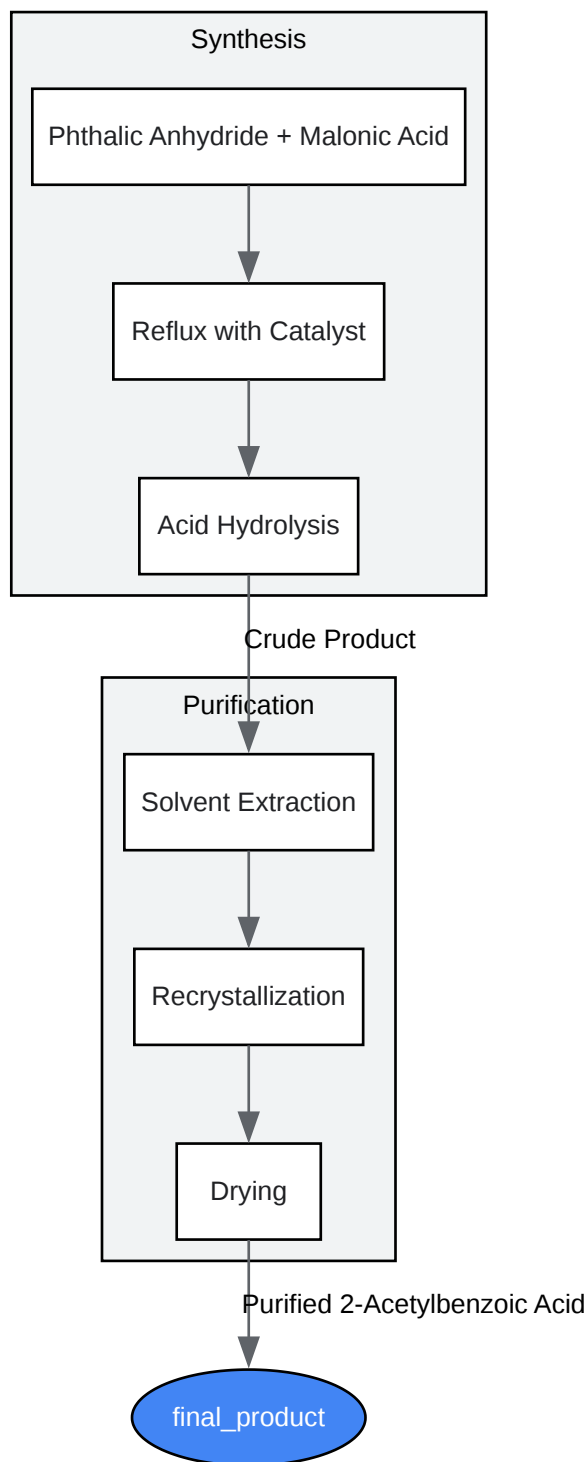 Synthesis
Phthalic Anhydride + Malonic Acid
Reflux with Catalyst
Acid Hydrolysis
Crude Product
Purification
Solvent Extraction
Recrystallization
Drying
Purified 2-Acetylbenzoic Acid
final_product